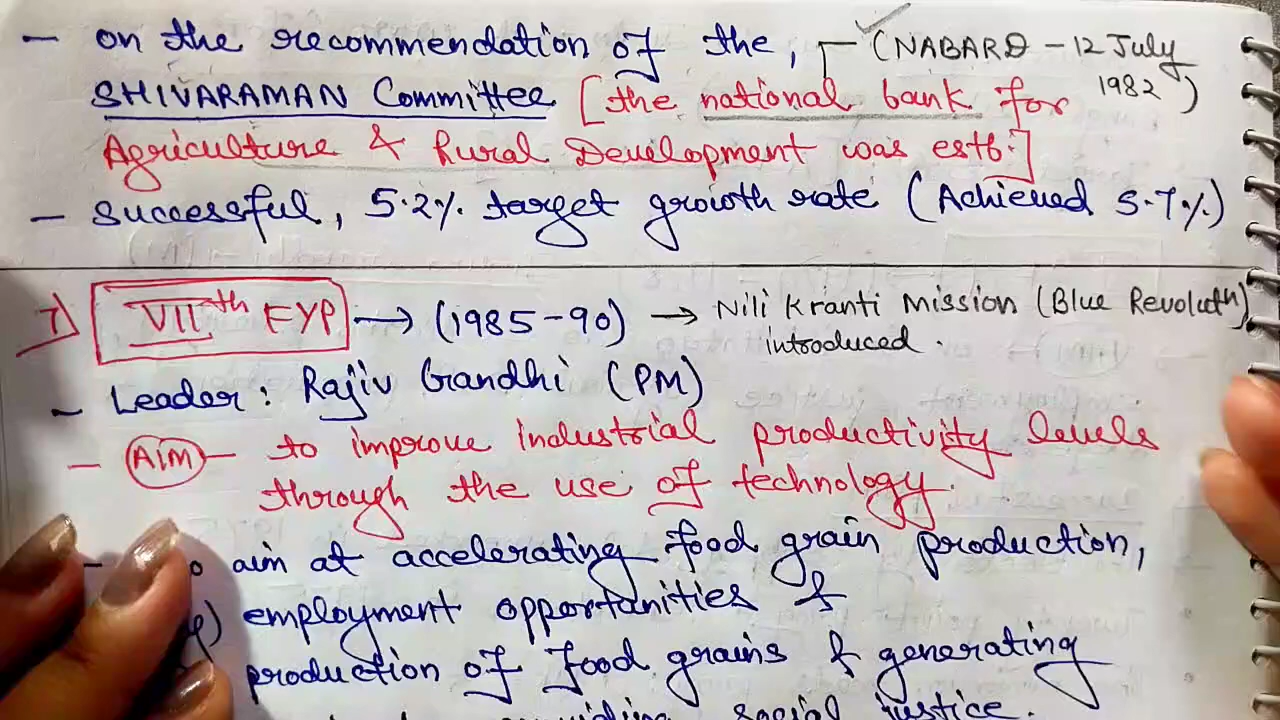 - on the recommendation of the, (NABARD - 12 July 1982)
SHIVARAMAN Committee [the national bank for
Agriculture & Rural Development was estb.]
- successful, 5.2% target growth rate (Achieved 5.7%)
7) VIIth FYP → (1985-90) → Nili Kranti Mission (Blue Revolutn)
introduced.
- Leader: Rajiv Gandhi (PM)
- AIM - to improve industrial productivity levels
through the use of technology.
- aim at accelerating food grain production,
employment opportunities &
production of food grains & generating
social justice.